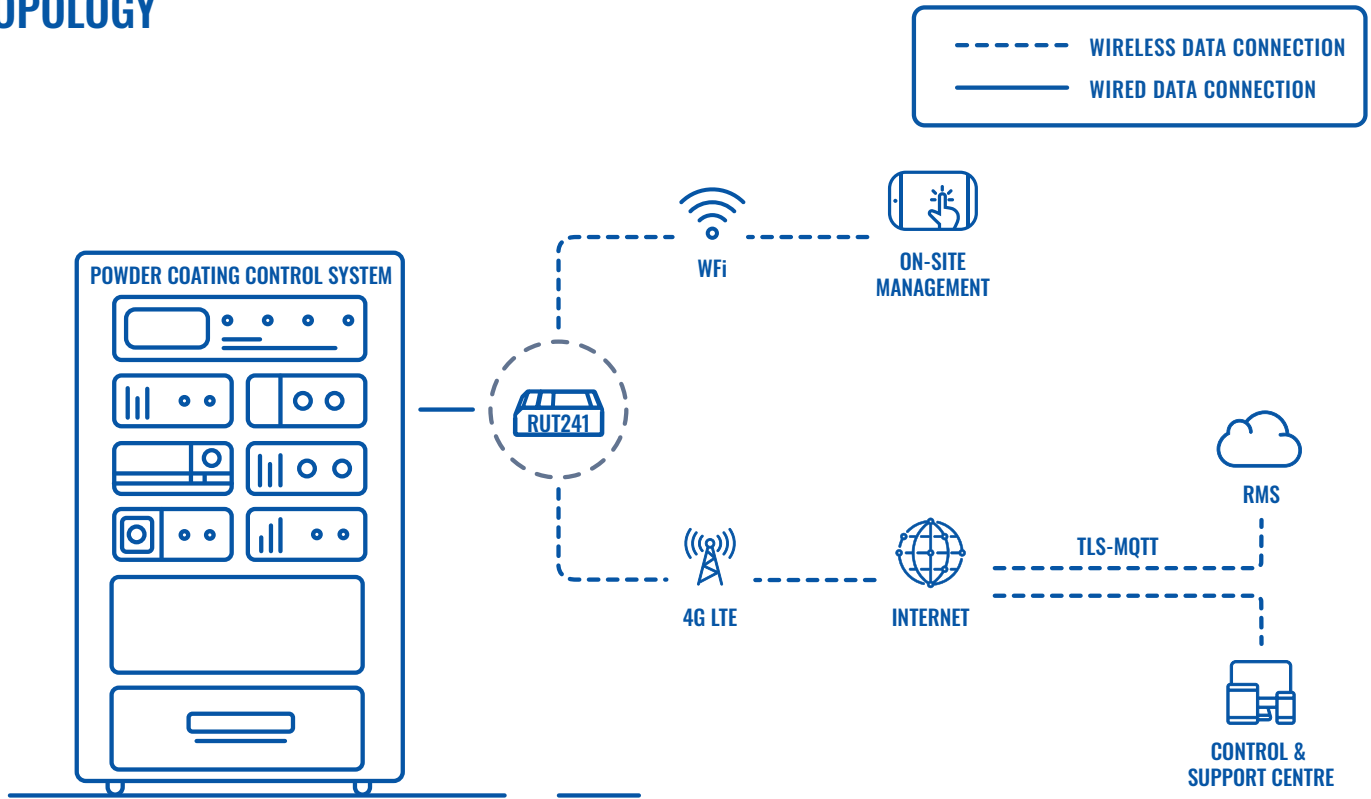 OPOLOGY
WIRELESS DATA CONNECTION
WIRED DATA CONNECTION
POWDER COATING CONTROL SYSTEM
WFi
ON-SITE
MANAGEMENT
RUT241
RMS
TLS-MQTT
4G LTE
INTERNET
CONTROL &
SUPPORT CENTRE